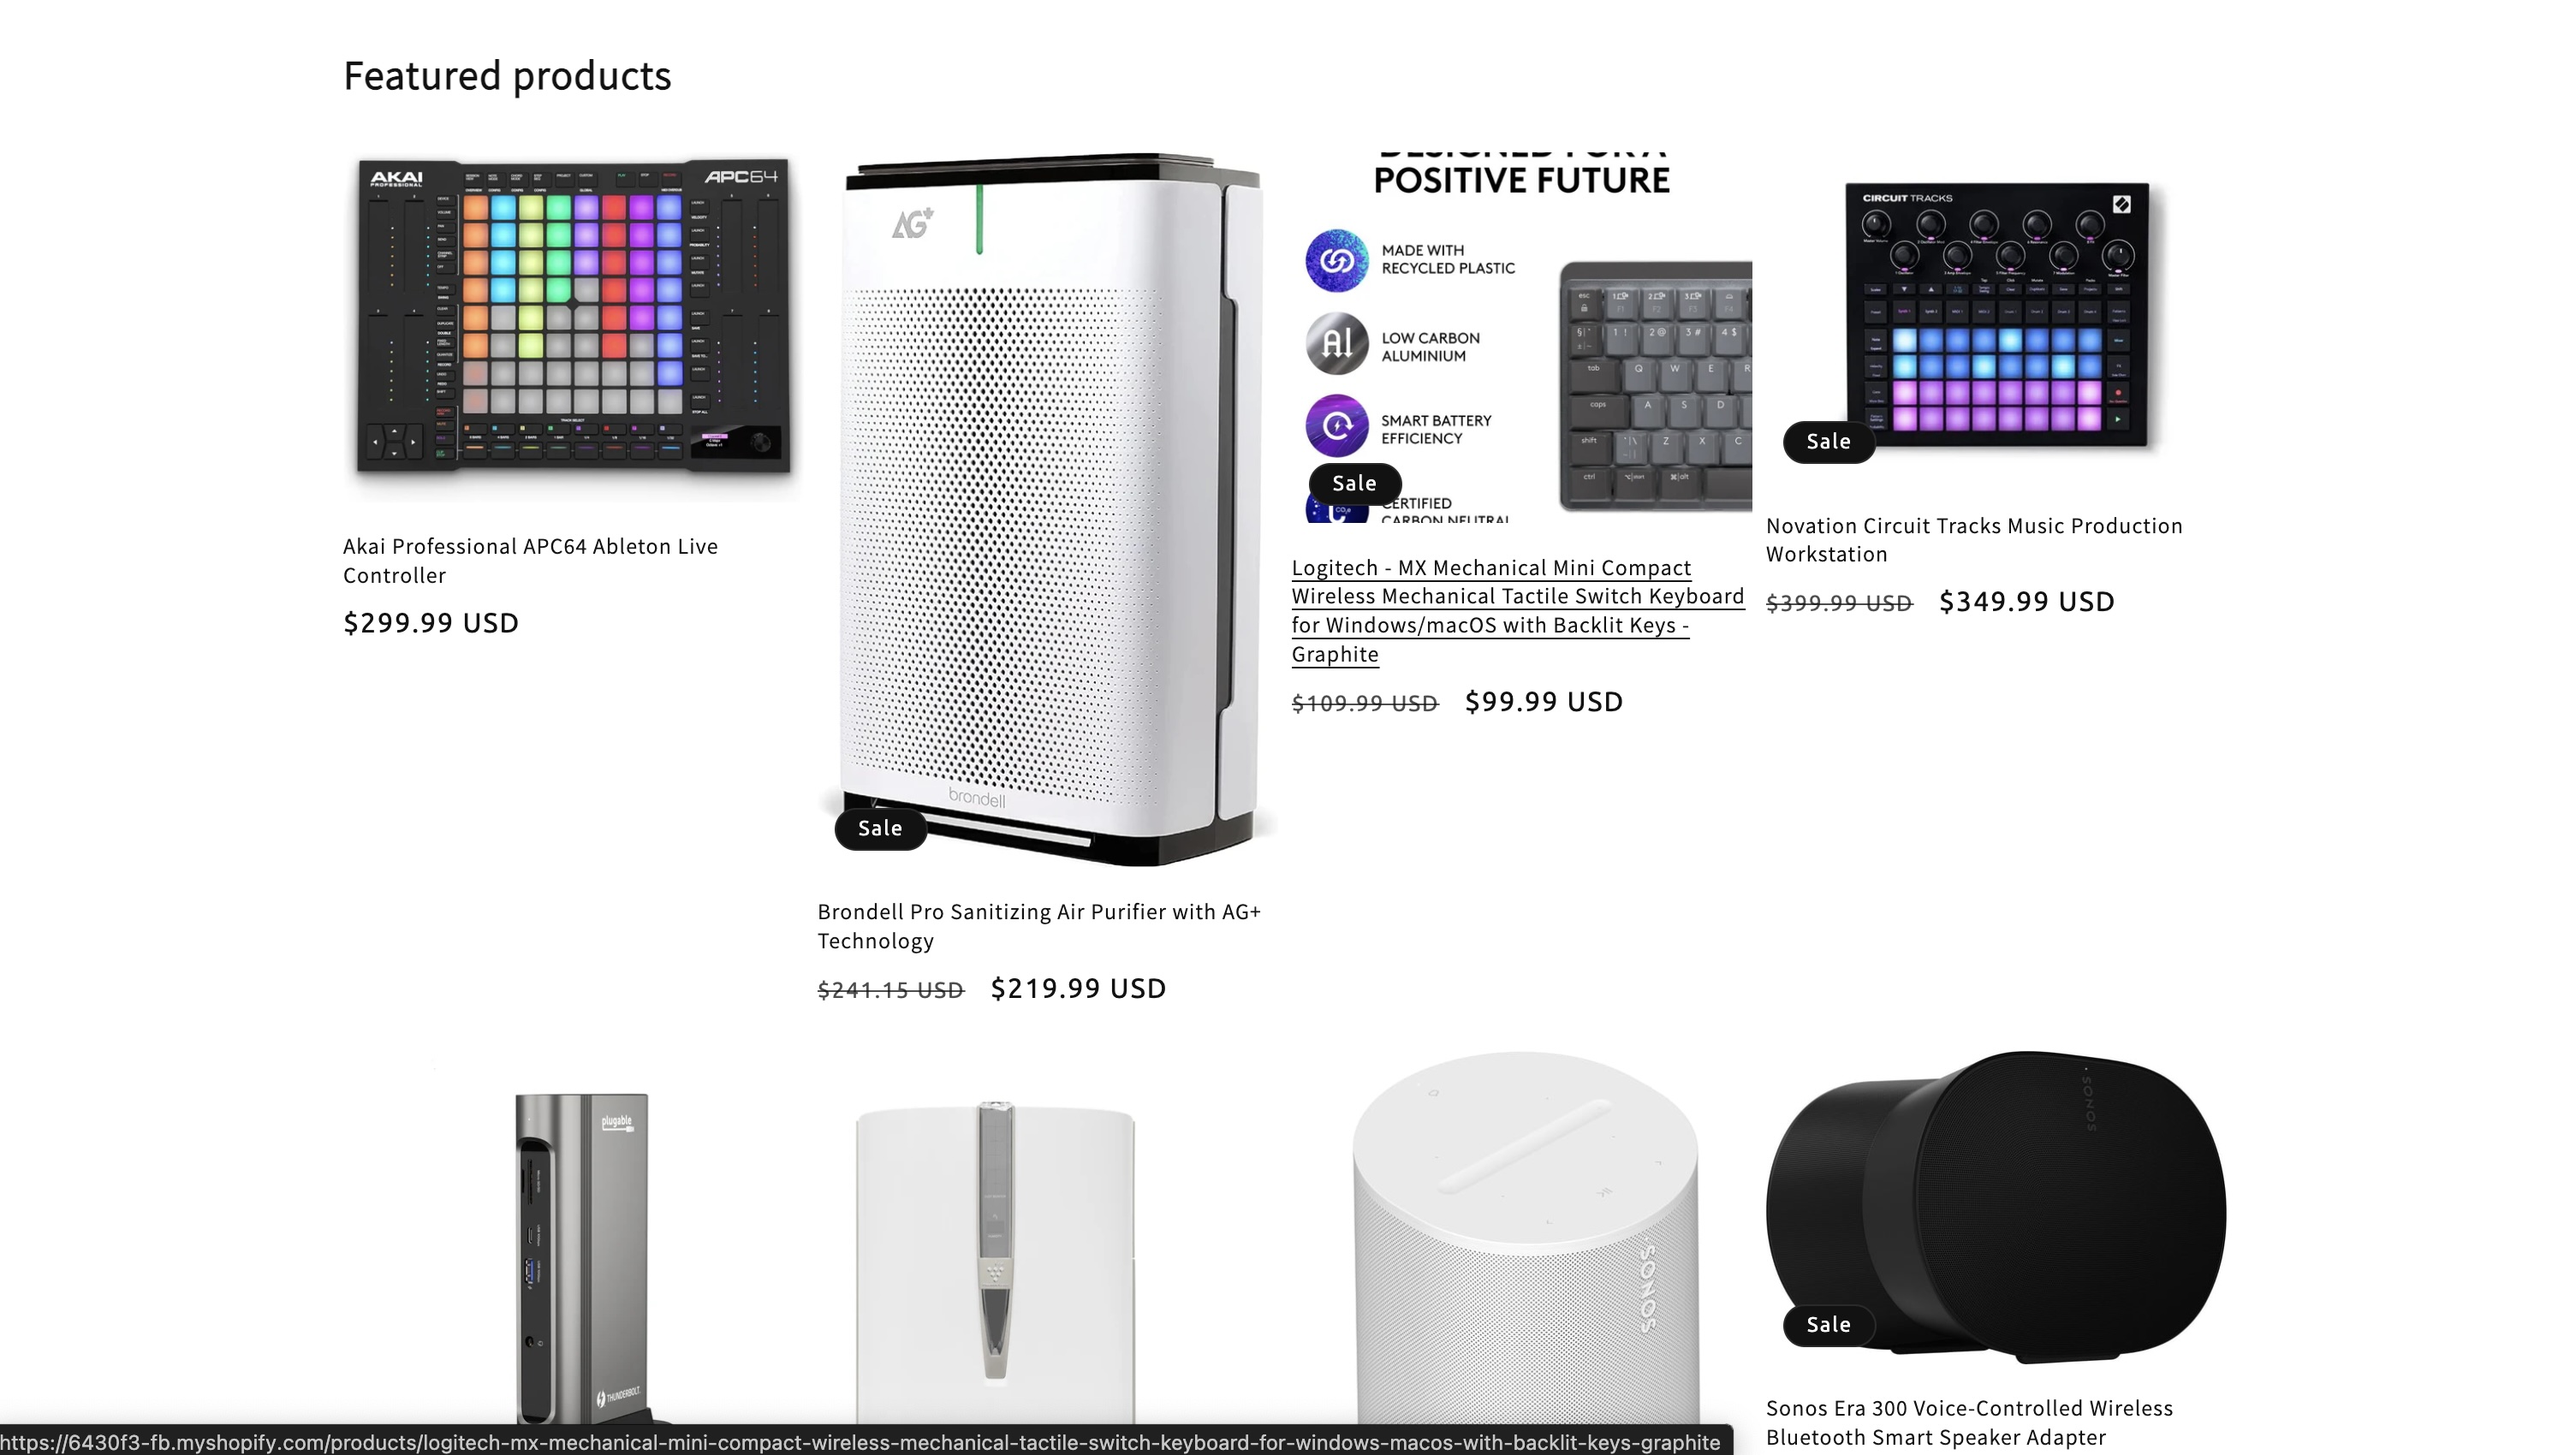 Featured products
AKAI
PROFESSIONAL
APC64
AG+
brondell
Sale
DESIGNED FOR A
POSITIVE FUTURE
MADE WITH
RECYCLED PLASTIC
LOW CARBON
ALUMINIUM
SMART BATTERY
EFFICIENCY
CERTIFIED
CARBON NEUTRAL
Sale
CIRCUIT TRACKS
Sale
Akai Professional APC64 Ableton Live
Controller
$299.99 USD
Brondell Pro Sanitizing Air Purifier with AG+
Technology
$241.15 USD $219.99 USD
Logitech - MX Mechanical Mini Compact
Wireless Mechanical Tactile Switch Keyboard
for Windows/macOS with Backlit Keys -
Graphite
$109.99 USD $99.99 USD
Novation Circuit Tracks Music Production
Workstation
$399.99 USD $349.99 USD
plugable
THUNDERBOLT
SONOS
SONOS
Sale
Sonos Era 300 Voice-Controlled Wireless
Bluetooth Smart Speaker Adapter
https://6430f3-fb.myshopify.com/products/logitech-mx-mechanical-mini-compact-wireless-mechanical-tactile-switch-keyboard-for-windows-macos-with-backlit-keys-graphite